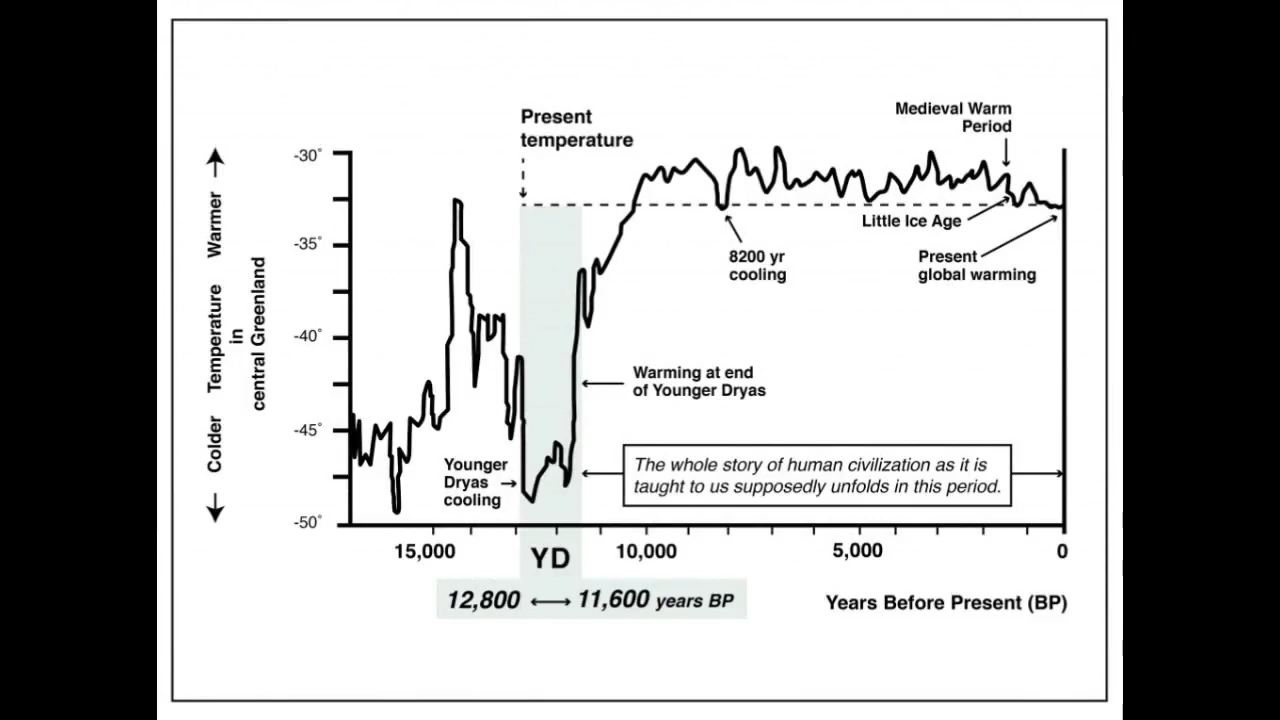 Medieval Warm
Period
Present
temperature
-30°
-35°
-40°
-45°
-50°
Colder Temperature Warmer
in
central Greenland
8200 yr
cooling
Little Ice Age
Present
global warming
Warming at end
of Younger Dryas
Younger
Dryas
cooling
The whole story of human civilization as it is
taught to us supposedly unfolds in this period.
15,000
YD
10,000
5,000
0
12,800 ⟷ 11,600 years BP
Years Before Present (BP)